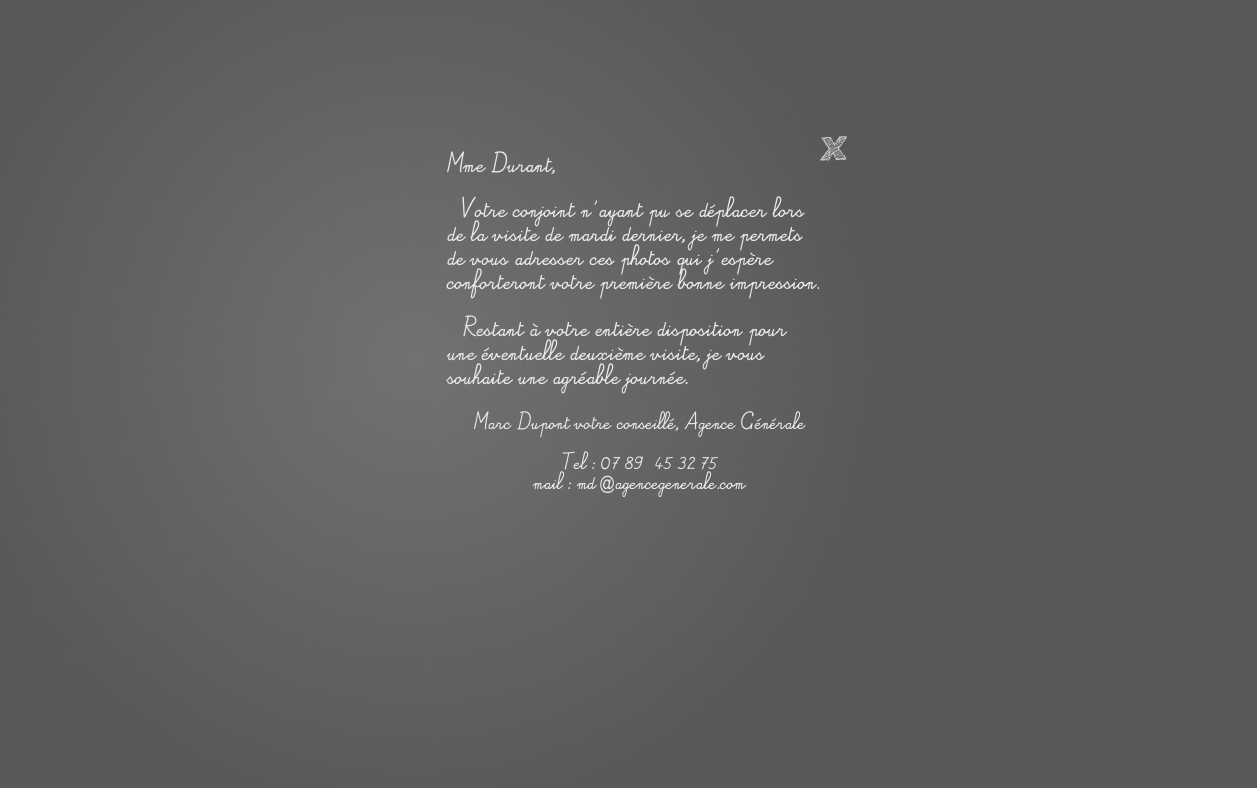 X
Mme Durant,
Votre conjoint n'ayant pu se déplacer lors
de la visite de mardi dernier, je me permets
de vous adresser ces photos qui j'espère
conforteront votre première bonne impression.
Restant à votre entière disposition pour
une éventuelle deuxième visite, je vous
souhaite une agréable journée.
Marc Dupont votre conseillé, Agence Générale
Tel : 07 89 45 32 75
mail : md @agencegenerale.com